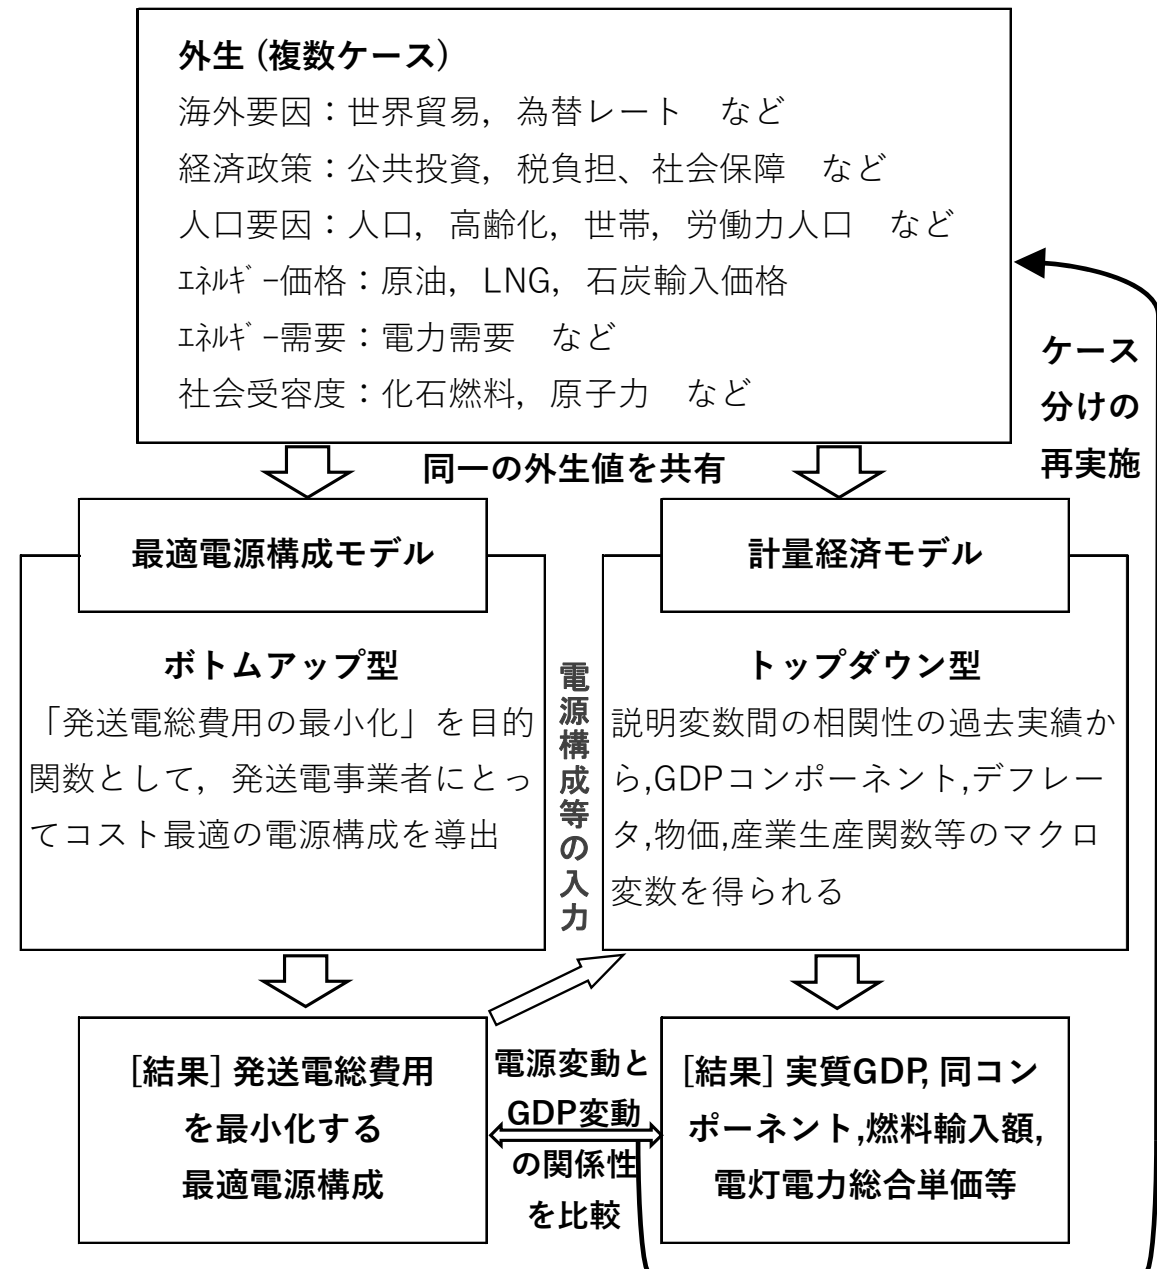 外生 (複数ケース)
海外要因：世界貿易，為替レート　など
経済政策：公共投資，税負担、社会保障　など
人口要因：人口，高齢化，世帯，労働力人口　など
ｴﾈﾙｷﾞｰ価格：原油，LNG，石炭輸入価格
ｴﾈﾙｷﾞｰ需要：電力需要　など
社会受容度：化石燃料，原子力　など
ケース
分けの
再実施
同一の外生値を共有
最適電源構成モデル
ボトムアップ型
「発送電総費用の最小化」を目的
関数として，発送電事業者にとっ
てコスト最適の電源構成を導出
電源構成等の入力
計量経済モデル
トップダウン型
説明変数間の相関性の過去実績か
ら,GDPコンポーネント,デフレー
タ,物価,産業生産関数等のマクロ
変数を得られる
[結果] 発送電総費用
を最小化する
最適電源構成
電源変動と
GDP変動
の関係性
を比較
[結果] 実質GDP, 同コン
ポーネント,燃料輸入額,
電灯電力総合単価等